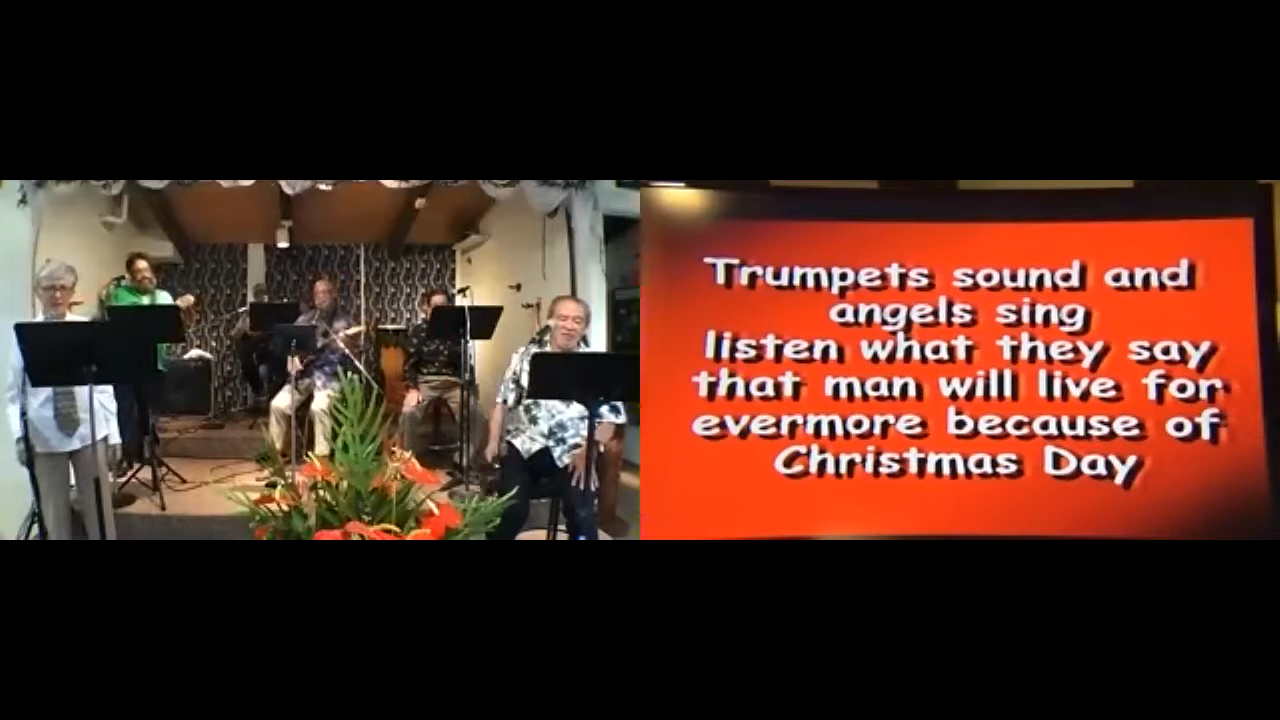 Trumpets sound and
angels sing
listen what they say
that man will live for
evermore because of
Christmas Day